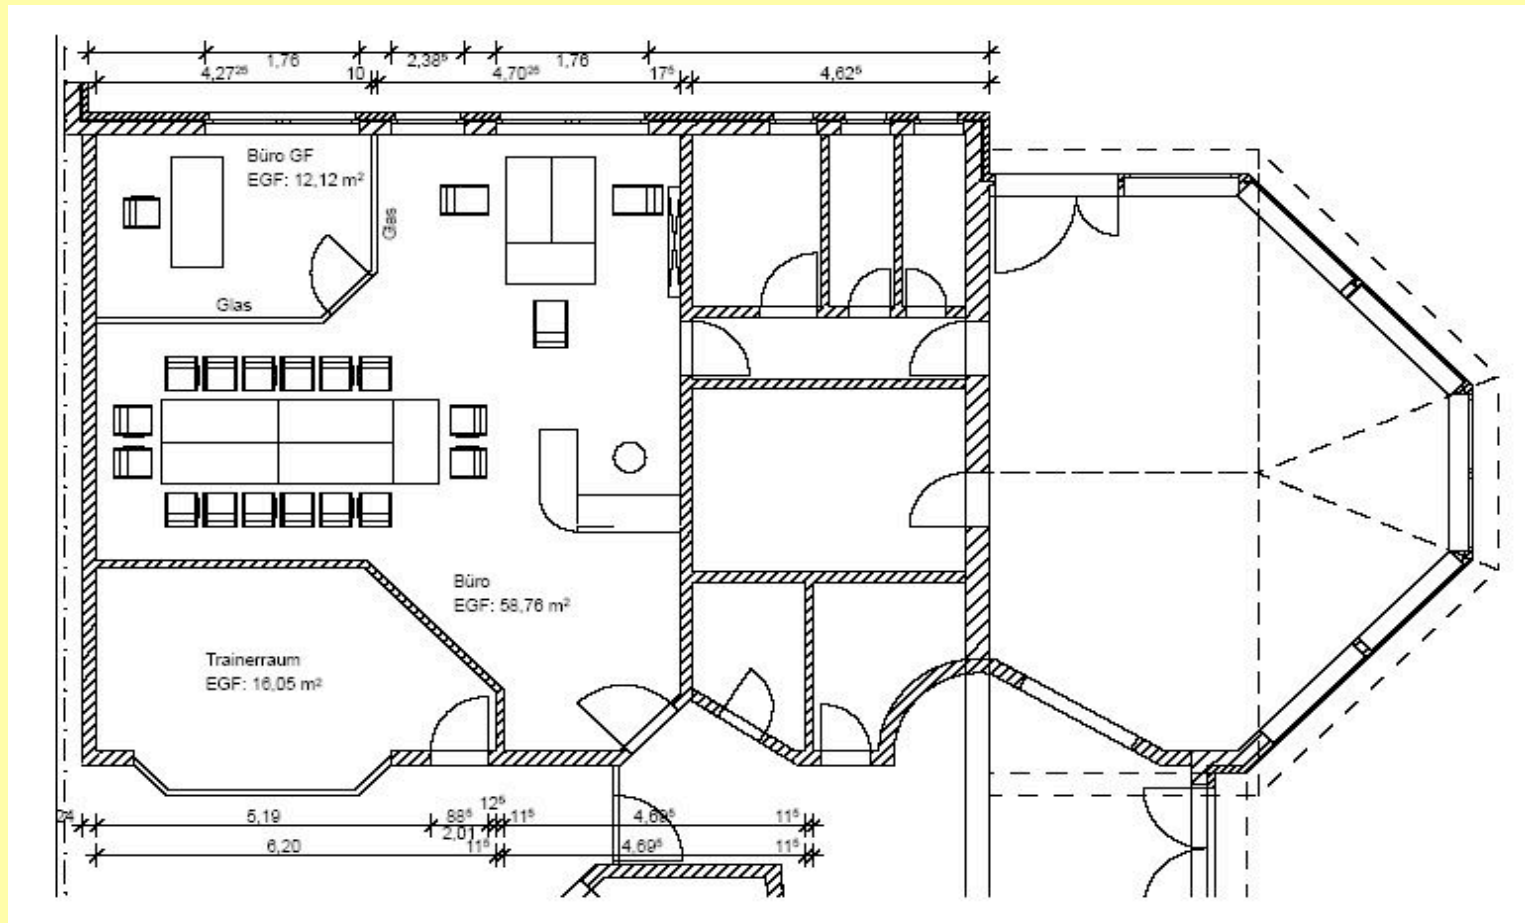 1,76
2,38⁵
1,76
4,27²⁵
10
4,70²⁵
17⁵
4,62⁵
Büro GF
EGF: 12,12 m²
Glas
Glas
Büro
EGF: 58,76 m²
Trainerraum
EGF: 16,05 m²
24
5,19
88⁵
2,01
12⁵
11⁵
4,69⁵
11⁵
6,20
11⁵
4,69⁵
11⁵